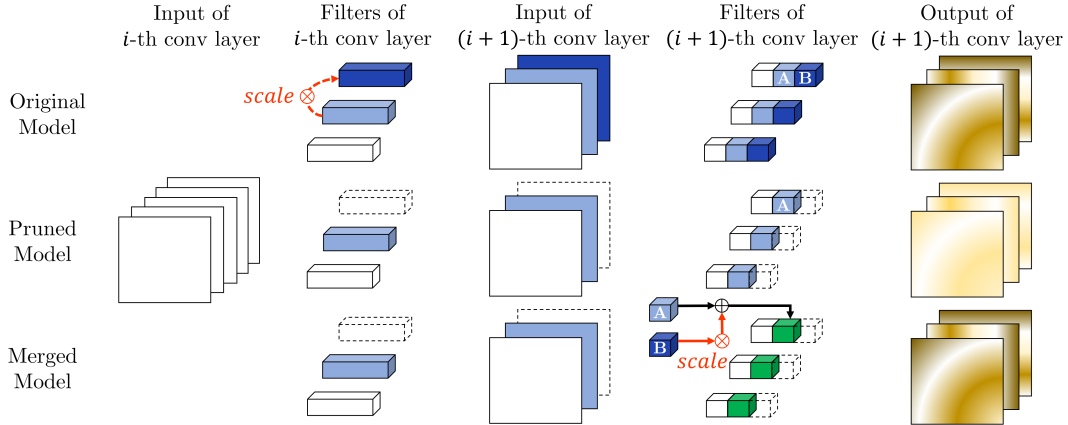 Input of
i-th conv layer
Filters of
i-th conv layer
Input of
(i + 1)-th conv layer
Filters of
(i + 1)-th conv layer
Output of
(i + 1)-th conv layer
Original
Model
scale
A B
Pruned
Model
A
Merged
Model
A
B
scale